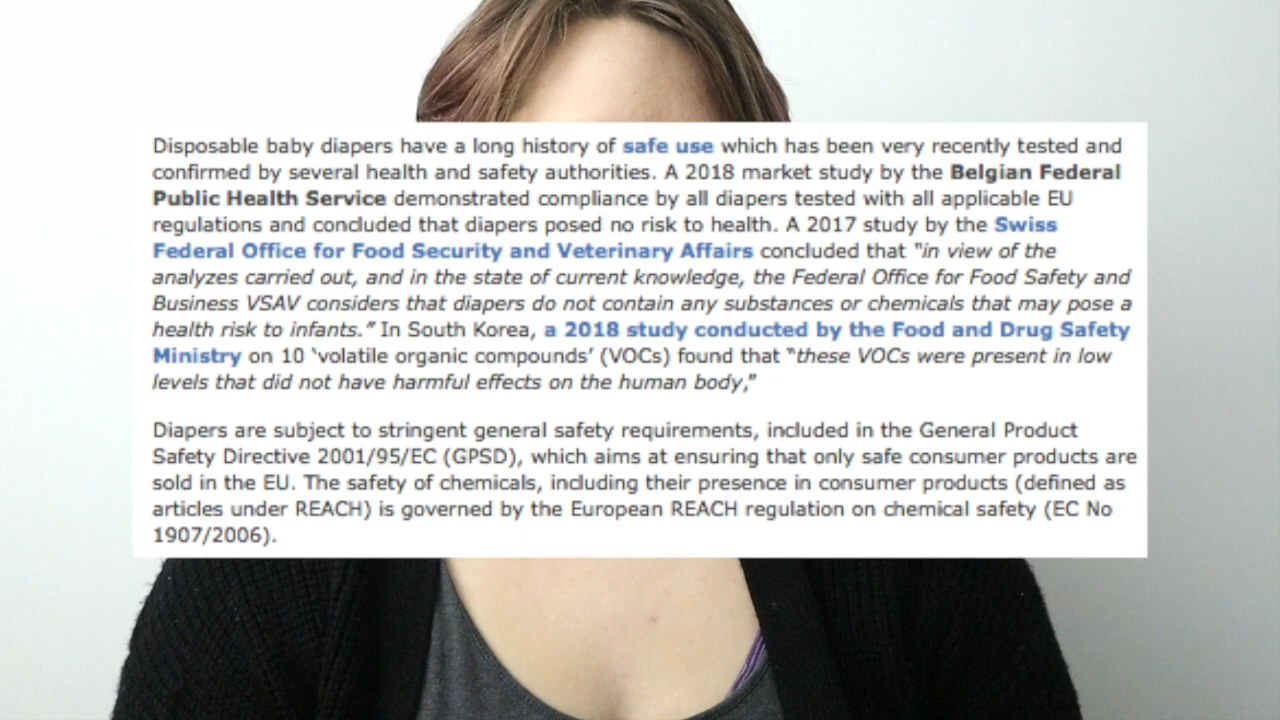 Disposable baby diapers have a long history of safe use which has been very recently tested and
confirmed by several health and safety authorities. A 2018 market study by the Belgian Federal
Public Health Service demonstrated compliance by all diapers tested with all applicable EU
regulations and concluded that diapers posed no risk to health. A 2017 study by the Swiss
Federal Office for Food Security and Veterinary Affairs concluded that "in view of the
analyzes carried out, and in the state of current knowledge, the Federal Office for Food Safety and
Business VSAV considers that diapers do not contain any substances or chemicals that may pose a
health risk to infants." In South Korea, a 2018 study conducted by the Food and Drug Safety
Ministry on 10 'volatile organic compounds' (VOCs) found that "these VOCs were present in low
levels that did not have harmful effects on the human body,"
Diapers are subject to stringent general safety requirements, included in the General Product
Safety Directive 2001/95/EC (GPSD), which aims at ensuring that only safe consumer products are
sold in the EU. The safety of chemicals, including their presence in consumer products (defined as
articles under REACH) is governed by the European REACH regulation on chemical safety (EC No
1907/2006).